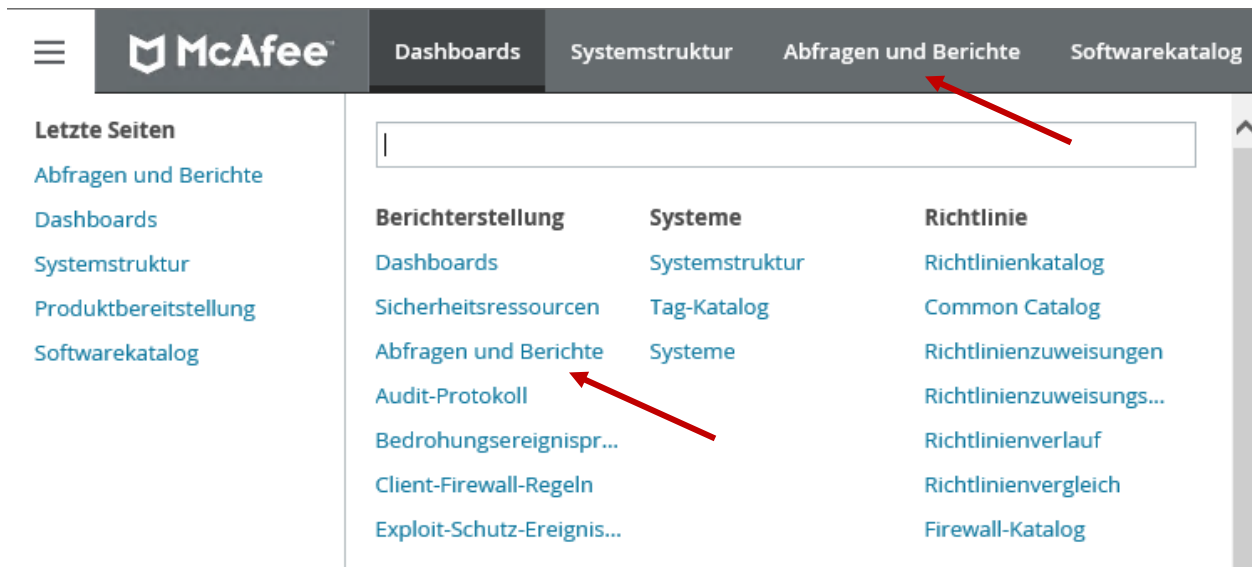 McAfee™ Dashboards Systemstruktur Abfragen und Berichte Softwarekatalog
Letzte Seiten
Abfragen und Berichte
Dashboards
Systemstruktur
Produktbereitstellung
Softwarekatalog
Berichterstellung
Dashboards
Sicherheitsressourcen
Abfragen und Berichte
Audit-Protokoll
Bedrohungsereignispr...
Client-Firewall-Regeln
Exploit-Schutz-Ereignis...
Systeme
Systemstruktur
Tag-Katalog
Systeme
Richtlinie
Richtlinienkatalog
Common Catalog
Richtlinienzuweisungen
Richtlinienzuweisungs...
Richtlinienverlauf
Richtlinienvergleich
Firewall-Katalog